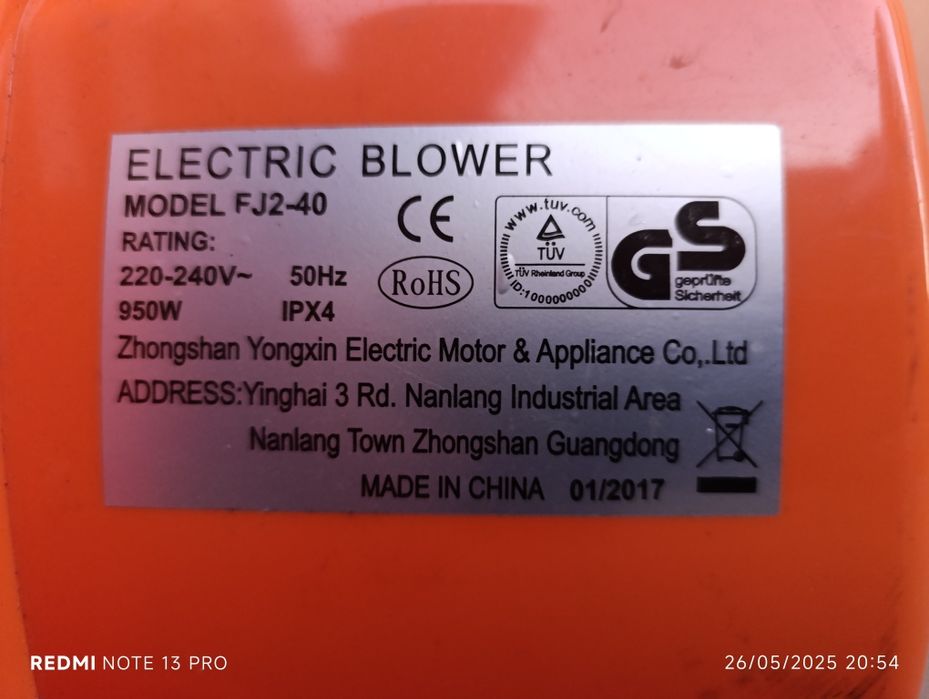 ELECTRIC BLOWER
MODEL FJ2-40
RATING:
220-240V~ 50Hz
950W IPX4
CE
RoHS
www.tuv.com
TÜV
TÜV Rheinland Group
ID:1000000000
GS
geprüfte
Sicherheit
Zhongshan Yongxin Electric Motor & Appliance Co,.Ltd
ADDRESS:Yinghai 3 Rd. Nanlang Industrial Area
Nanlang Town Zhongshan Guangdong
MADE IN CHINA 01/2017
REDMI NOTE 13 PRO
26/05/2025 20:54